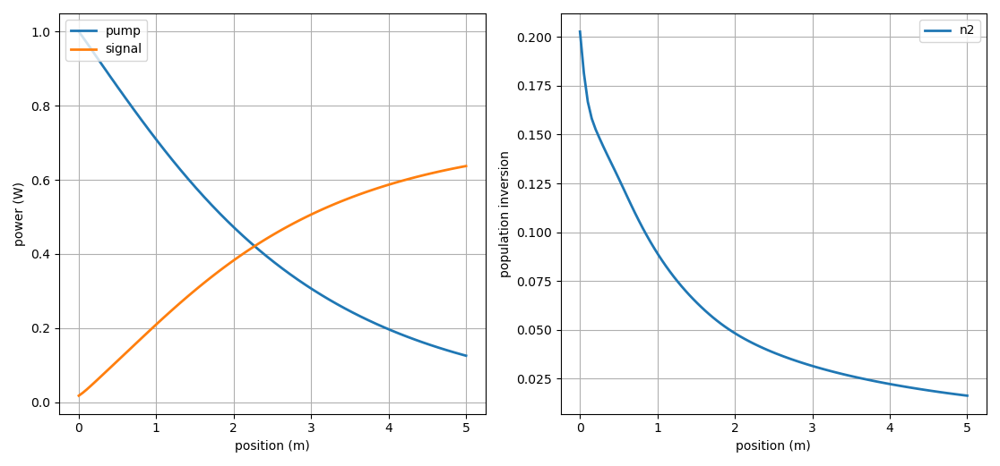 pump
signal
1.0
0.8
0.6
0.4
0.2
0.0
power (W)
0 1 2 3 4 5
position (m)
n2
0.200
0.175
0.150
0.125
0.100
0.075
0.050
0.025
population inversion
0 1 2 3 4 5
position (m)